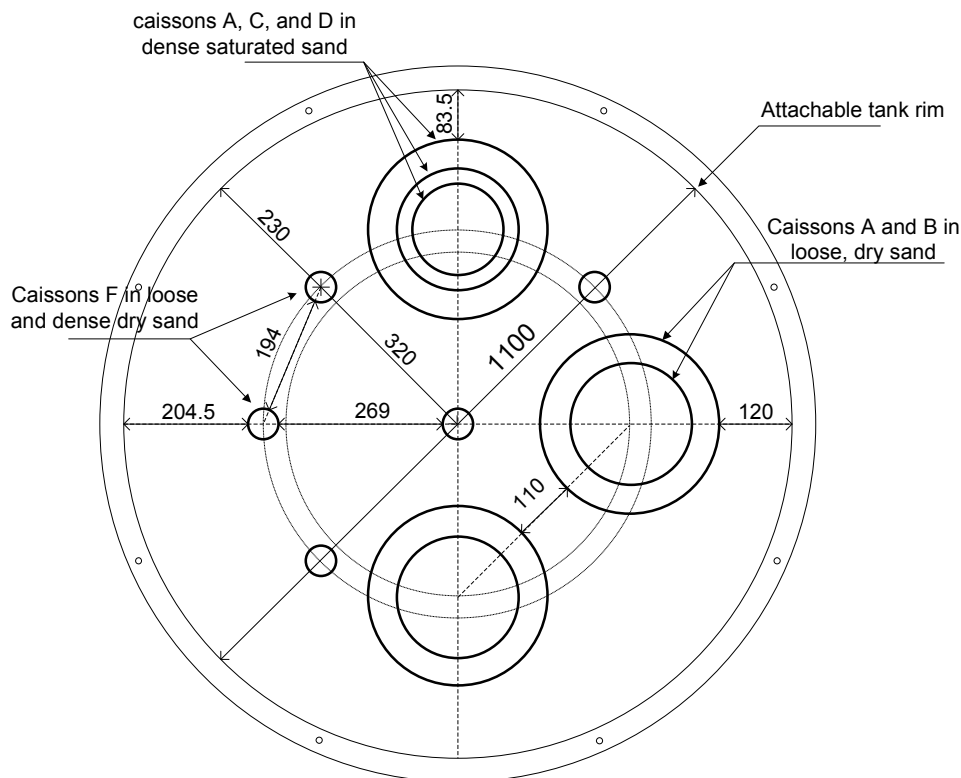 caissons A, C, and D in
dense saturated sand
83.5
Attachable tank rim
230
Caissons A and B in
loose, dry sand
Caissons F in loose
and dense dry sand
194
320
1100
204.5
269
120
110